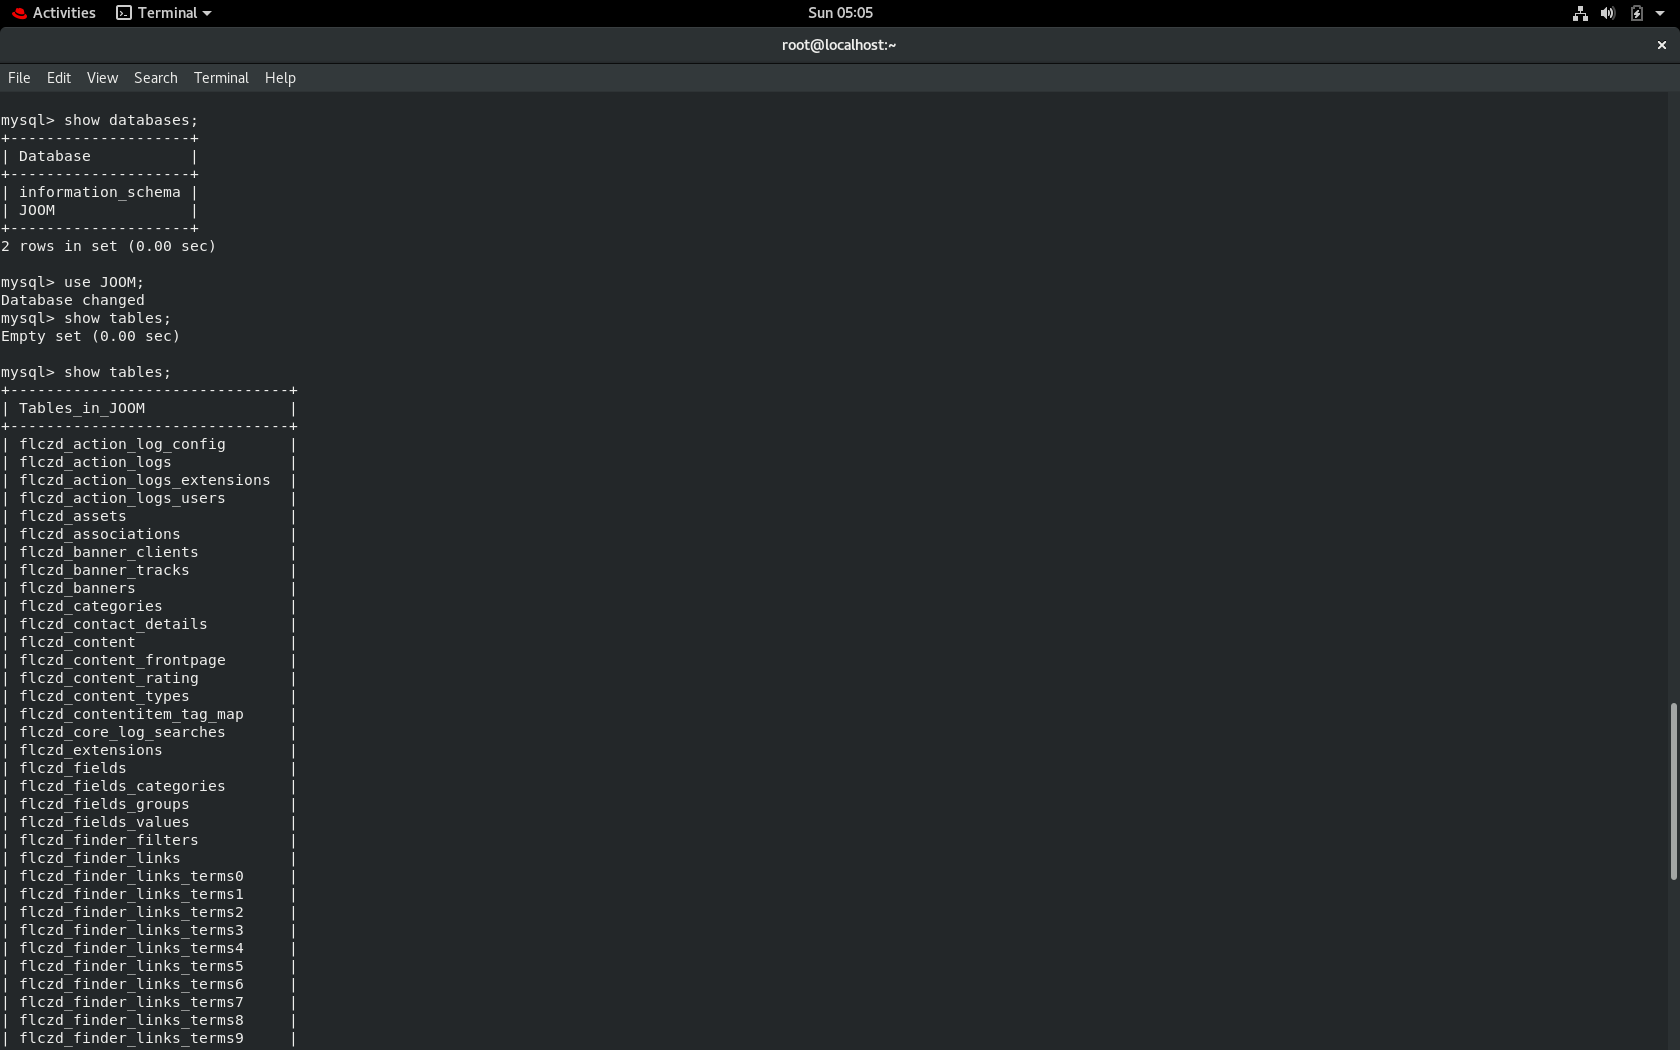 Activities Terminal Sun 05:05
root@localhost:~ ×
File Edit View Search Terminal Help
mysql> show databases;
+--------------------+
| Database           |
+--------------------+
| information_schema |
| JOOM               |
+--------------------+
2 rows in set (0.00 sec)
mysql> use JOOM;
Database changed
mysql> show tables;
Empty set (0.00 sec)
mysql> show tables;
+-------------------------------+
| Tables_in_JOOM                |
+-------------------------------+
| flczd_action_log_config       |
| flczd_action_logs             |
| flczd_action_logs_extensions  |
| flczd_action_logs_users       |
| flczd_assets                  |
| flczd_associations            |
| flczd_banner_clients          |
| flczd_banner_tracks           |
| flczd_banners                 |
| flczd_categories              |
| flczd_contact_details         |
| flczd_content                 |
| flczd_content_frontpage       |
| flczd_content_rating          |
| flczd_content_types           |
| flczd_contentitem_tag_map     |
| flczd_core_log_searches       |
| flczd_extensions              |
| flczd_fields                  |
| flczd_fields_categories       |
| flczd_fields_groups           |
| flczd_fields_values           |
| flczd_finder_filters          |
| flczd_finder_links            |
| flczd_finder_links_terms0     |
| flczd_finder_links_terms1     |
| flczd_finder_links_terms2     |
| flczd_finder_links_terms3     |
| flczd_finder_links_terms4     |
| flczd_finder_links_terms5     |
| flczd_finder_links_terms6     |
| flczd_finder_links_terms7     |
| flczd_finder_links_terms8     |
| flczd_finder_links_terms9     |